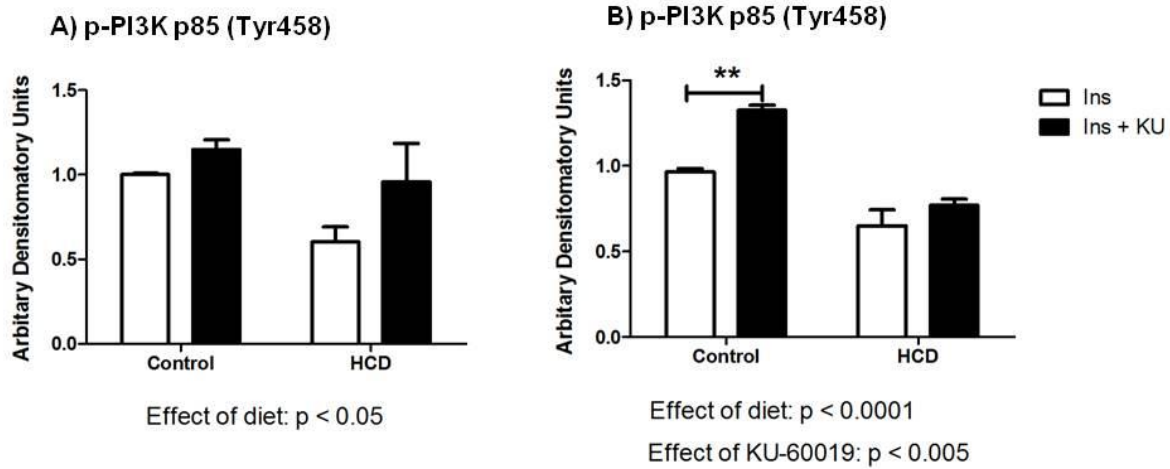 A) p-PI3K p85 (Tyr458)
Arbitary Densitomatory Units
1.5
1.0
0.5
0.0
Control HCD
Effect of diet: p < 0.05
B) p-PI3K p85 (Tyr458)
Arbitary Densitomatory Units
1.5
1.0
0.5
0.0
**
Control HCD
Ins
Ins + KU
Effect of diet: p < 0.0001
Effect of KU-60019: p < 0.005